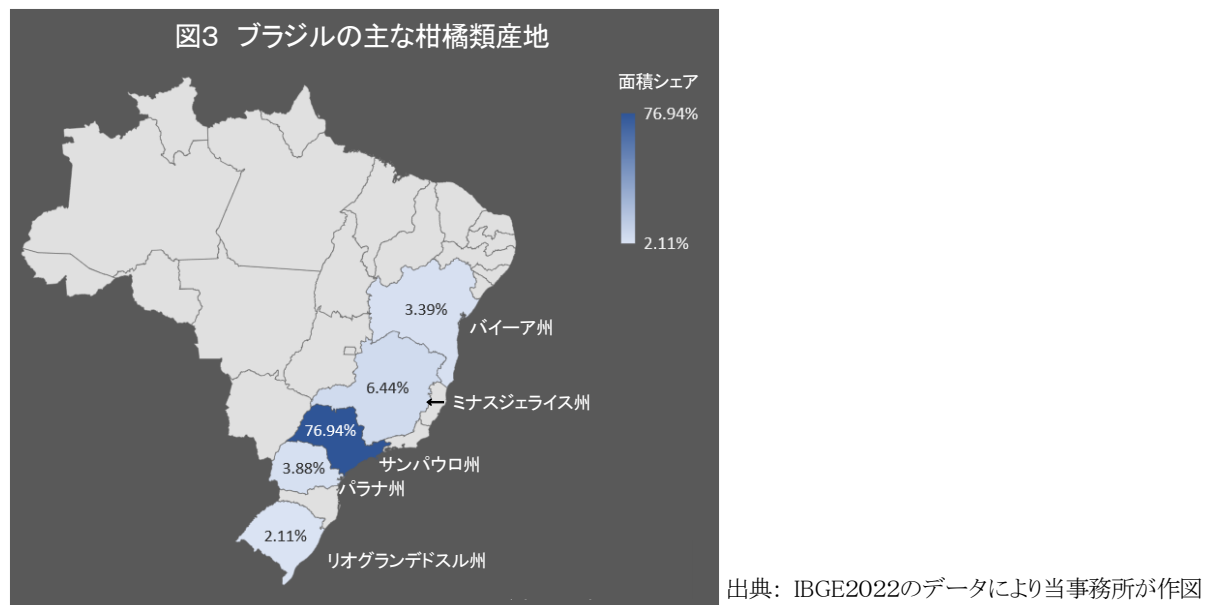 図3 ブラジルの主な柑橘類産地
面積シェア
76.94%
2.11%
3.39%
バイーア州
6.44%
ミナスジェライス州
76.94%
サンパウロ州
3.88%
パラナ州
2.11%
リオグランデドスル州
出典: IBGE2022のデータにより当事務所が作図